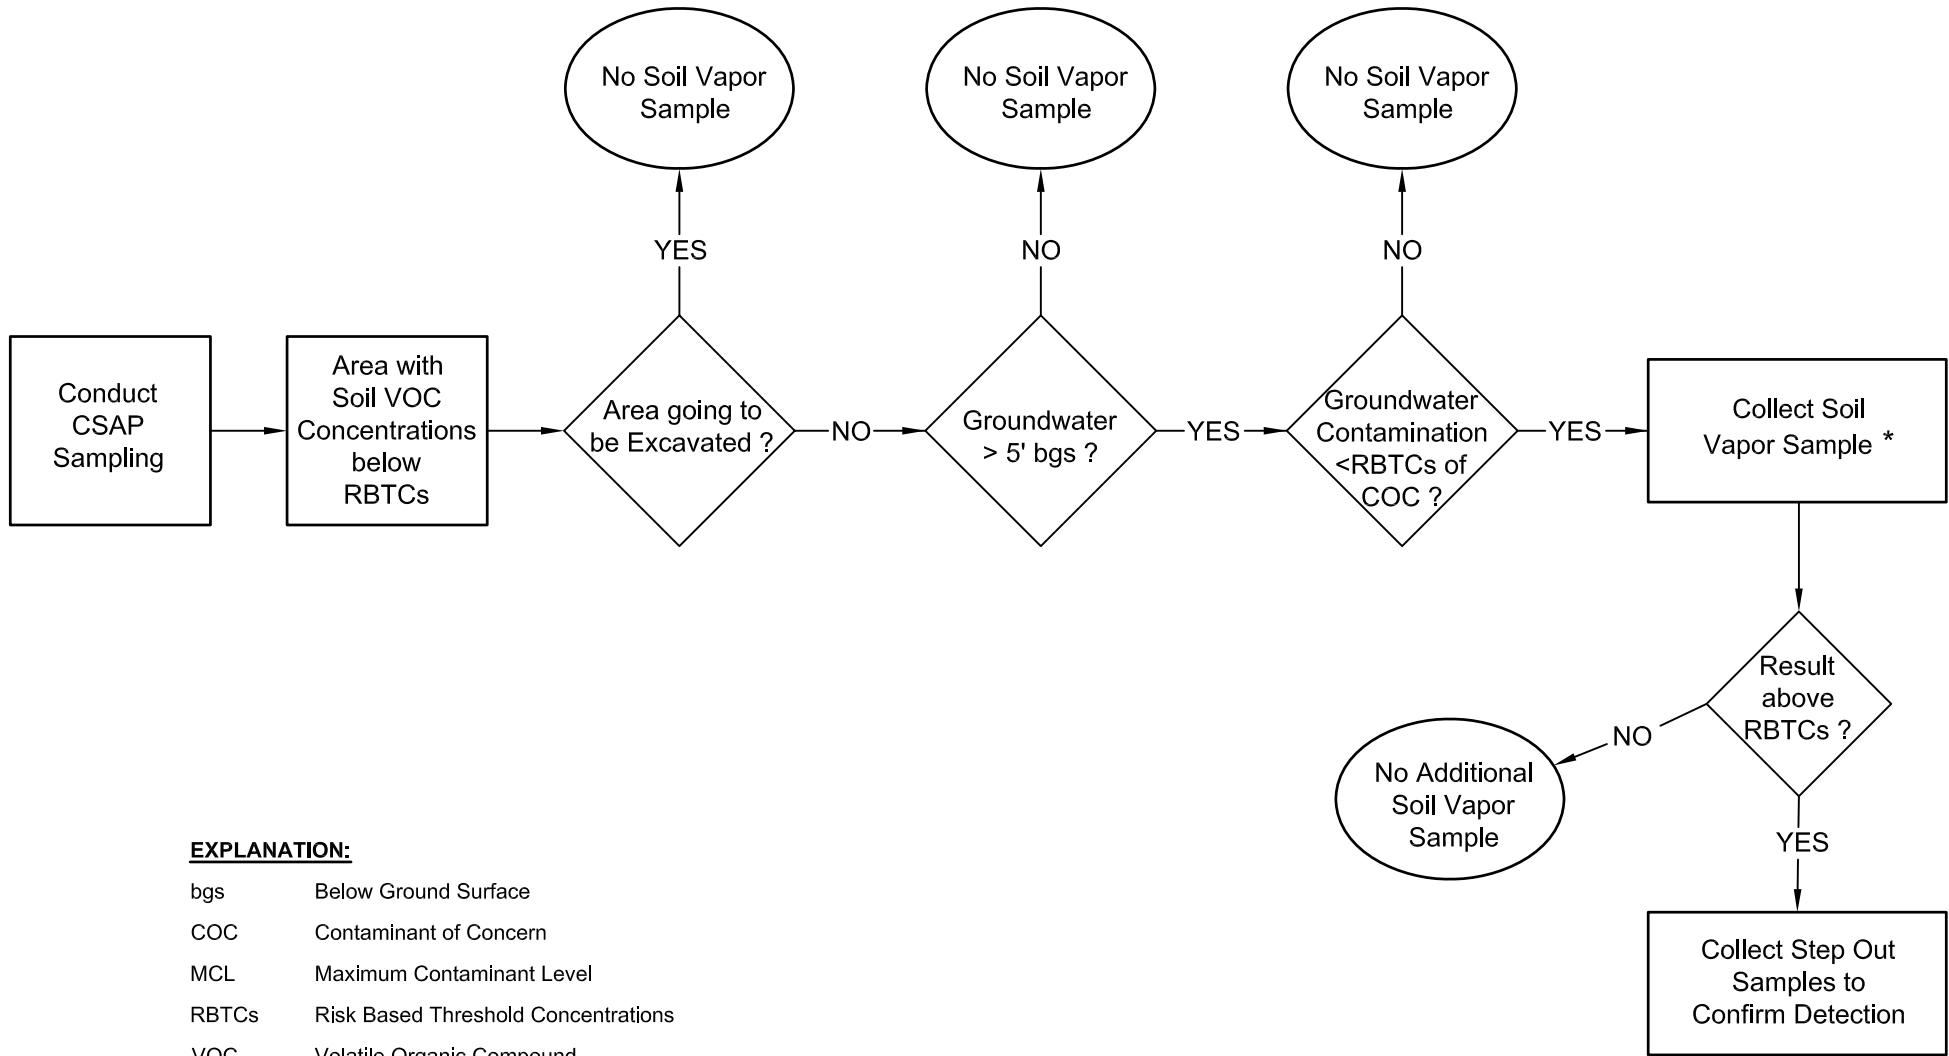 No Soil Vapor
Sample
No Soil Vapor
Sample
No Soil Vapor
Sample
YES
NO
NO
Conduct
CSAP
Sampling
Area with
Soil VOC
Concentrations
below
RBTCs
Area going to
be Excavated ?
NO
Groundwater
> 5' bgs ?
YES
Groundwater
Contamination
<RBTCs of
COC ?
YES
Collect Soil
Vapor Sample *
Result
above
RBTCs ?
NO
No Additional
Soil Vapor
Sample
YES
Collect Step Out
Samples to
Confirm Detection
EXPLANATION:
bgs Below Ground Surface
COC Contaminant of Concern
MCL Maximum Contaminant Level
RBTCs Risk Based Threshold Concentrations
VOC Volatile Organic Compound